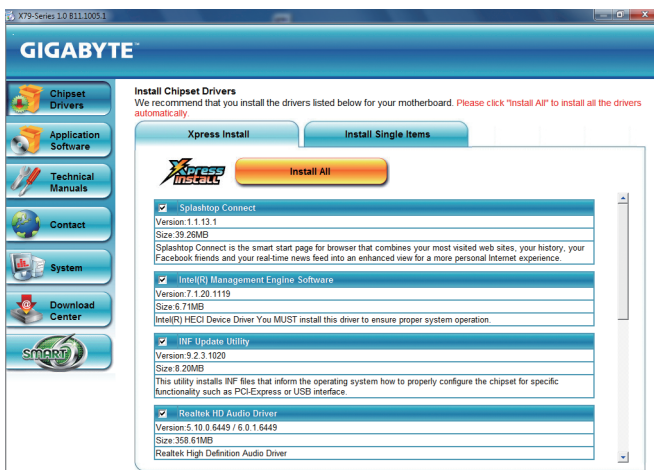 X79-Series 1.0 B11.1005.1
GIGABYTE™
Chipset
Drivers
Application
Software
Technical
Manuals
Contact
System
Download
Center
SMART 6
Install Chipset Drivers
We recommend that you install the drivers listed below for your motherboard. Please click "Install All" to install all the drivers
automatically.
Xpress Install
Install Single Items
Xpress
INSTALL
Install All
Splashtop Connect
Version:1.1.13.1
Size:39.26MB
Splashtop Connect is the smart start page for browser that combines your most visited web sites, your history, your
Facebook friends and your real-time news feed into an enhanced view for a more personal Internet experience.
Intel(R) Management Engine Software
Version:7.1.20.1119
Size:6.71MB
Intel(R) HECI Device Driver You MUST install this driver to ensure proper system operation.
INF Update Utility
Version:9.2.3.1020
Size:8.20MB
This utility installs INF files that inform the operating system how to properly configure the chipset for specific
functionality such as PCI-Express or USB interface.
Realtek HD Audio Driver
Version:5.10.0.6449 / 6.0.1.6449
Size:358.61MB
Realtek High Definition Audio Driver